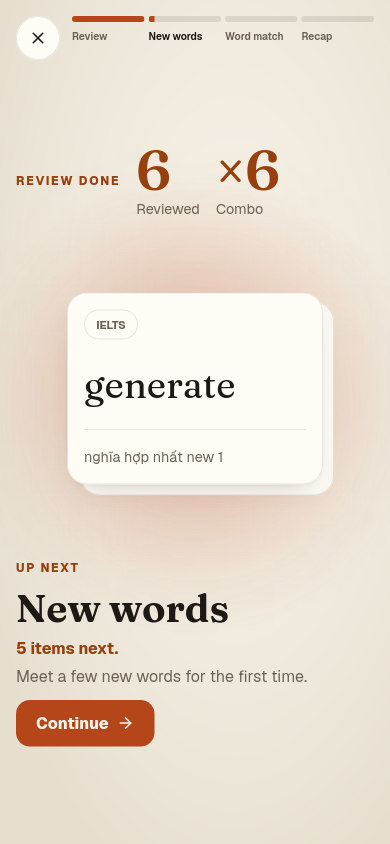 Review
New words
Word match
Recap
REVIEW DONE
6
Reviewed
×6
Combo
IELTS
generate
nghĩa hợp nhất new 1
UP NEXT
New words
5 items next.
Meet a few new words for the first time.
Continue →